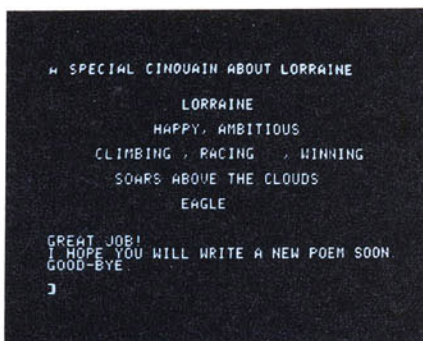 A SPECIAL CINQUAIN ABOUT LORRAINE
LORRAINE
HAPPY, AMBITIOUS
CLIMBING , RACING , WINNING
SOARS ABOVE THE CLOUDS
EAGLE
GREAT JOB!
I HOPE YOU WILL WRITE A NEW POEM SOON.
GOOD-BYE.
]